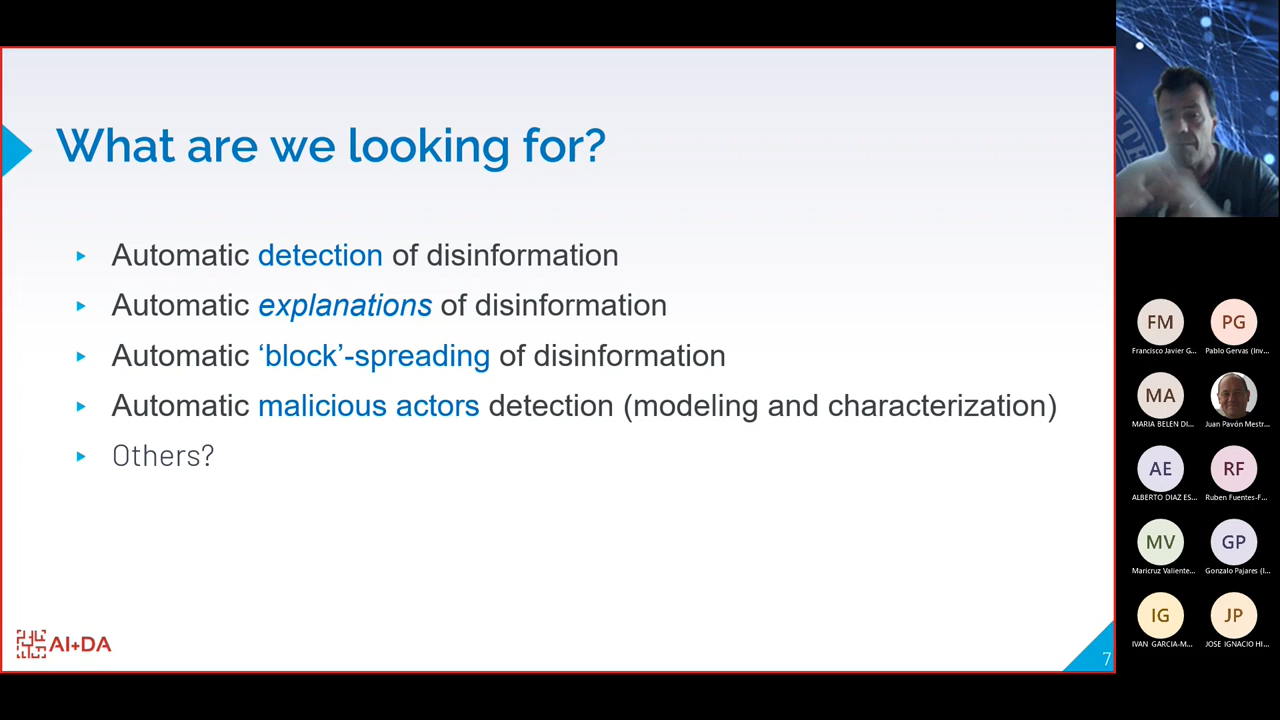 What are we looking for?
Automatic detection of disinformation
Automatic explanations of disinformation
Automatic ‘block’-spreading of disinformation
Automatic malicious actors detection (modeling and characterization)
Others?
AI+DA
7
FM
PG
Francisco Javier G...
Pablo Gervas (Inv...
MA
MARIA BELEN DI...
Juan Pavón Mestr...
AE
RF
ALBERTO DIAZ ES...
Ruben Fuentes-F...
MV
GP
Maricruz Valiente...
Gonzalo Pajares (I...
IG
JP
IVAN GARCIA-M...
JOSE IGNACIO HI...